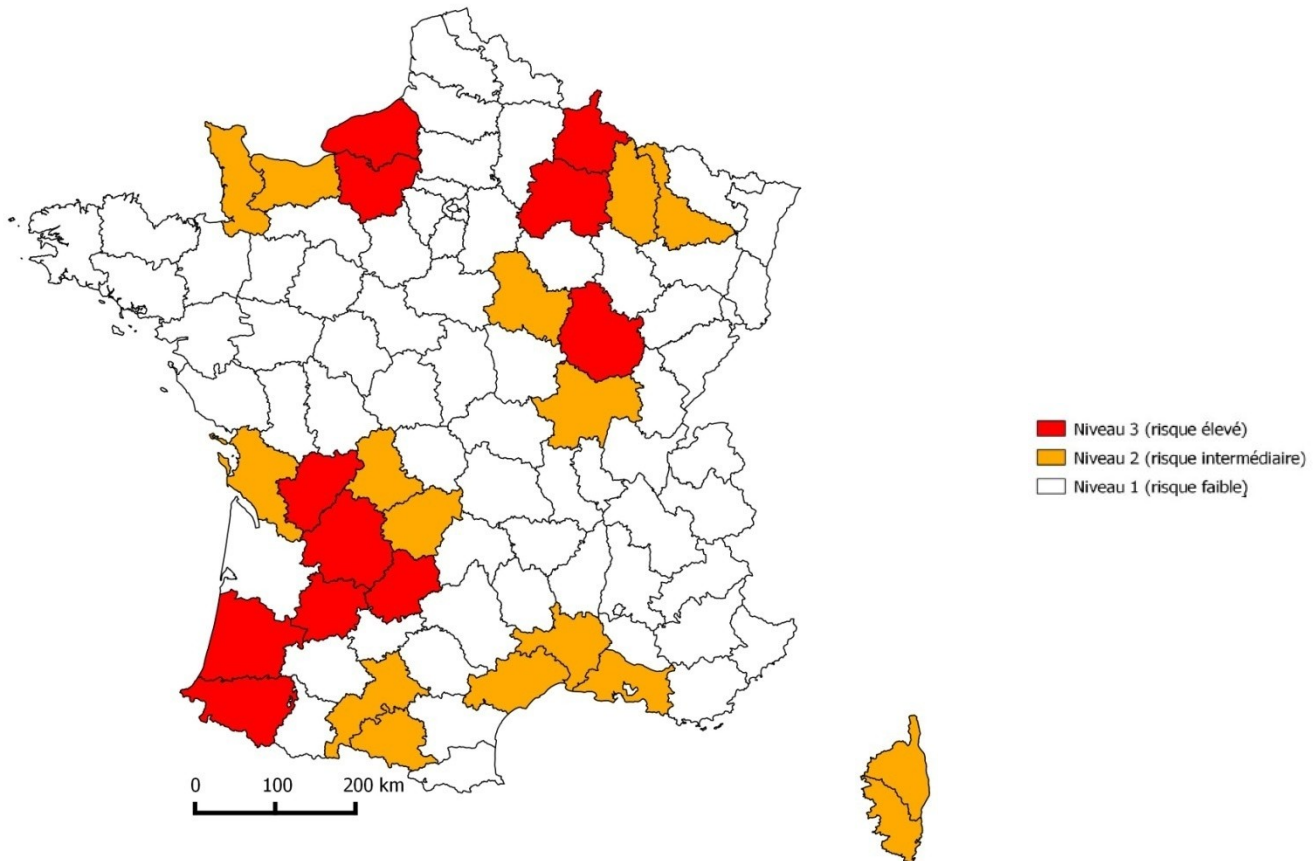 Niveau 3 (risque élevé)
Niveau 2 (risque intermédiaire)
Niveau 1 (risque faible)
0 100 200 km